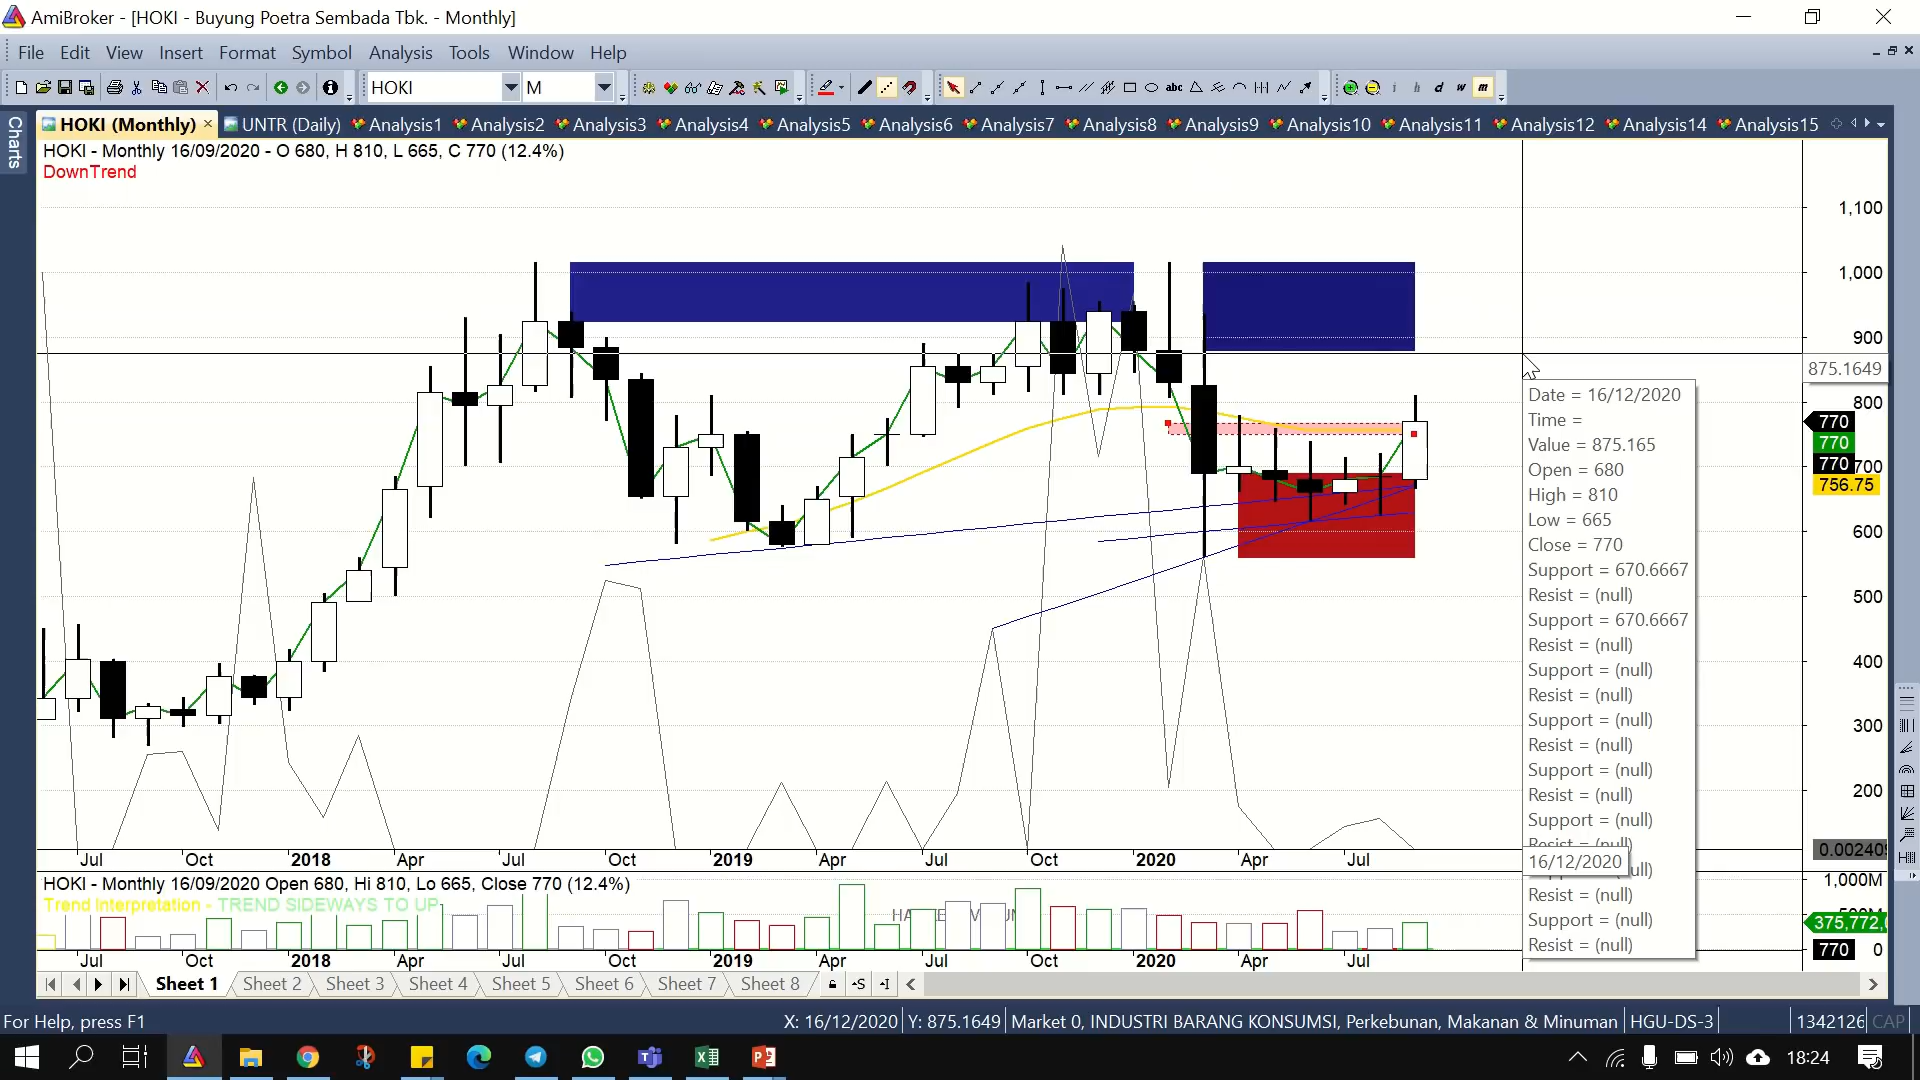 AmiBroker - [HOKI - Buyung Poetra Sembada Tbk. - Monthly]
File Edit View Insert Format Symbol Analysis Tools Window Help
HOKI M
Charts
HOKI (Monthly) UNTR (Daily) Analysis1 Analysis2 Analysis3 Analysis4 Analysis5 Analysis6 Analysis7 Analysis8 Analysis9 Analysis10 Analysis11 Analysis12 Analysis14 Analysis15
HOKI - Monthly 16/09/2020 - O 680, H 810, L 665, C 770 (12.4%)
DownTrend
1,100
1,000
900
875.1649
800
770
770
770
700
756.75
600
500
400
300
200
Date = 16/12/2020
Time =
Value = 875.165
Open = 680
High = 810
Low = 665
Close = 770
Support = 670.6667
Resist = (null)
Support = 670.6667
Resist = (null)
Support = (null)
Resist = (null)
Support = (null)
Resist = (null)
Support = (null)
Resist = (null)
Support = (null)
Resist = (null)
16/12/2020
Resist = (null)
Support = (null)
Resist = (null)
Jul Oct 2018 Apr Jul Oct 2019 Apr Jul Oct 2020 Apr Jul
HOKI - Monthly 16/09/2020 Open 680, Hi 810, Lo 665, Close 770 (12.4%)
1,000M
Trend Interpretation - TREND SIDEWAYS TO UP
375,772,
770 0
Jul Oct 2018 Apr Jul Oct 2019 Apr Jul Oct 2020 Apr Jul
Sheet 1 Sheet 2 Sheet 3 Sheet 4 Sheet 5 Sheet 6 Sheet 7 Sheet 8
For Help, press F1
X: 16/12/2020 Y: 875.1649 Market 0, INDUSTRI BARANG KONSUMSI, Perkebunan, Makanan & Minuman HGU-DS-3 1342126 CAP
18:24